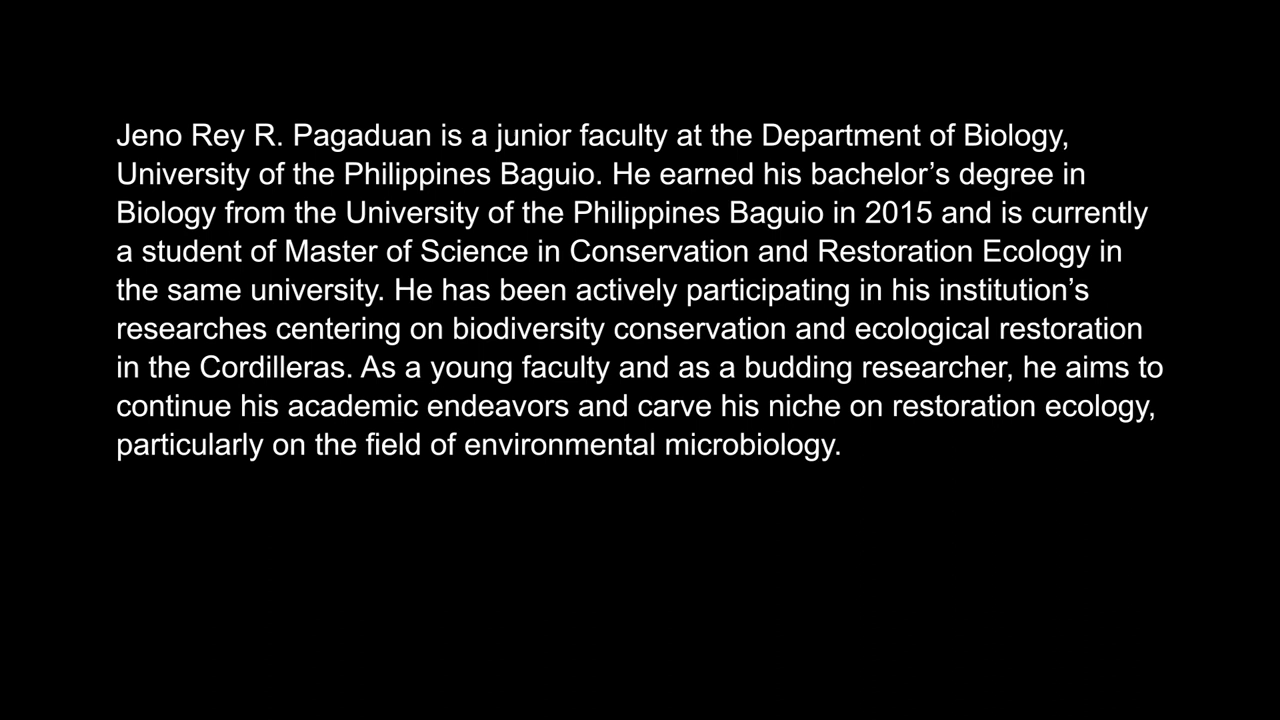 Jeno Rey R. Pagaduan is a junior faculty at the Department of Biology,
University of the Philippines Baguio. He earned his bachelor’s degree in
Biology from the University of the Philippines Baguio in 2015 and is currently
a student of Master of Science in Conservation and Restoration Ecology in
the same university. He has been actively participating in his institution’s
researches centering on biodiversity conservation and ecological restoration
in the Cordilleras. As a young faculty and as a budding researcher, he aims to
continue his academic endeavors and carve his niche on restoration ecology,
particularly on the field of environmental microbiology.